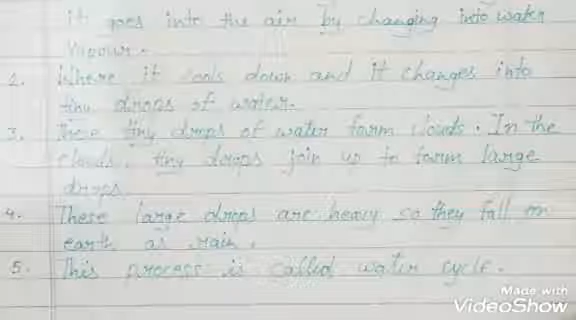 it goes into the air by changing into water
vapour.
2. Where it cools down and it changes into
tiny drops of water.
3. These tiny drops of water form clouds. In the
clouds, tiny drops join up to form large
drops.
4. These large drops are heavy so they fall on
earth as rain.
5. This process is called water cycle.
Made with
VideoShow